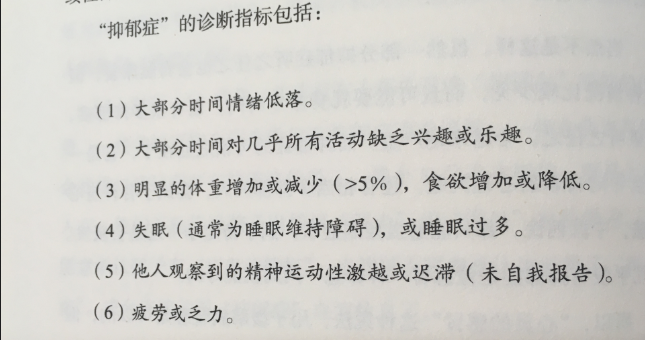 “抑郁症”的诊断指标包括：
（1）大部分时间情绪低落。
（2）大部分时间对几乎所有活动缺乏兴趣或乐趣。
（3）明显的体重增加或减少（>5%），食欲增加或降低。
（4）失眠（通常为睡眠维持障碍），或睡眠过多。
（5）他人观察到的精神运动性激越或迟滞（未自我报告）。
（6）疲劳或乏力。